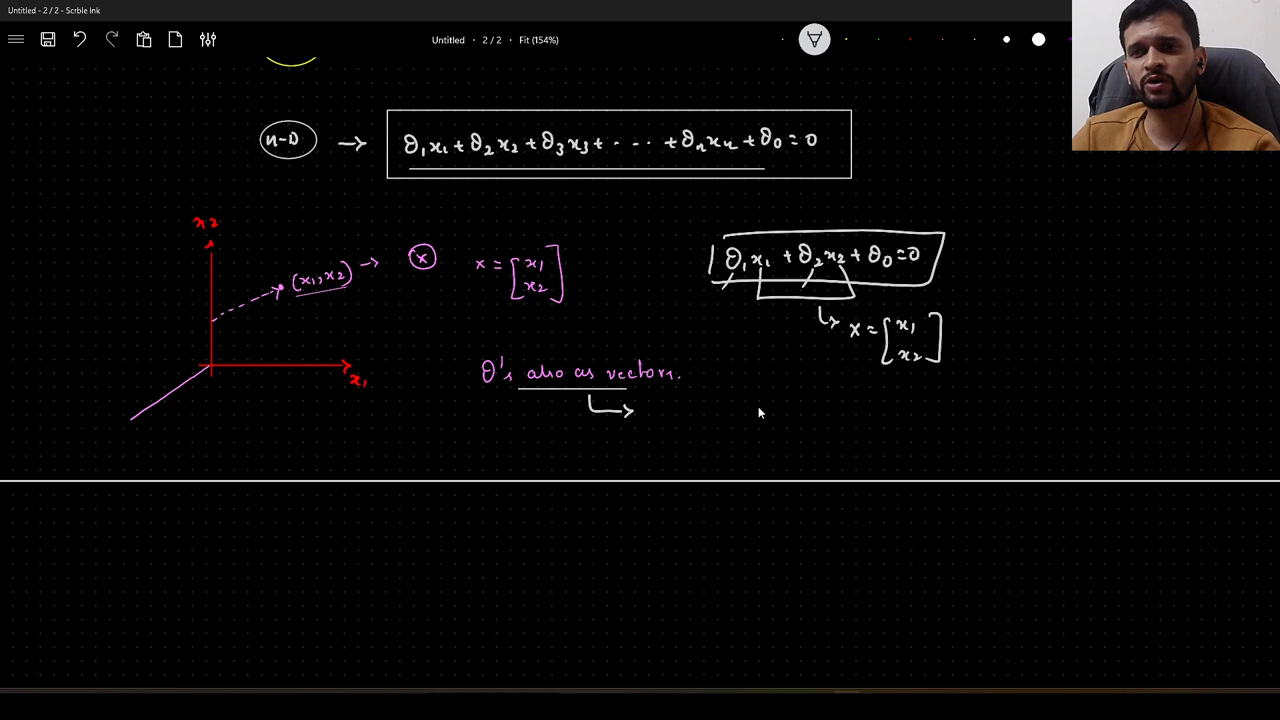 Untitled - 2 / 2 - Scrble Ink
Untitled · 2 / 2 · Fit (154%)
n-D → θ₁x₁ + θ₂x₂ + θ₃x₃ + ···· + θₙxₙ + θ₀ = 0
x2
(x₁, x₂) → x
x = [x₁ x₂]
θ₁x₁ + θ₂x₂ + θ₀ = 0
x = [x₁ x₂]
x₁
θ's also as vectors.